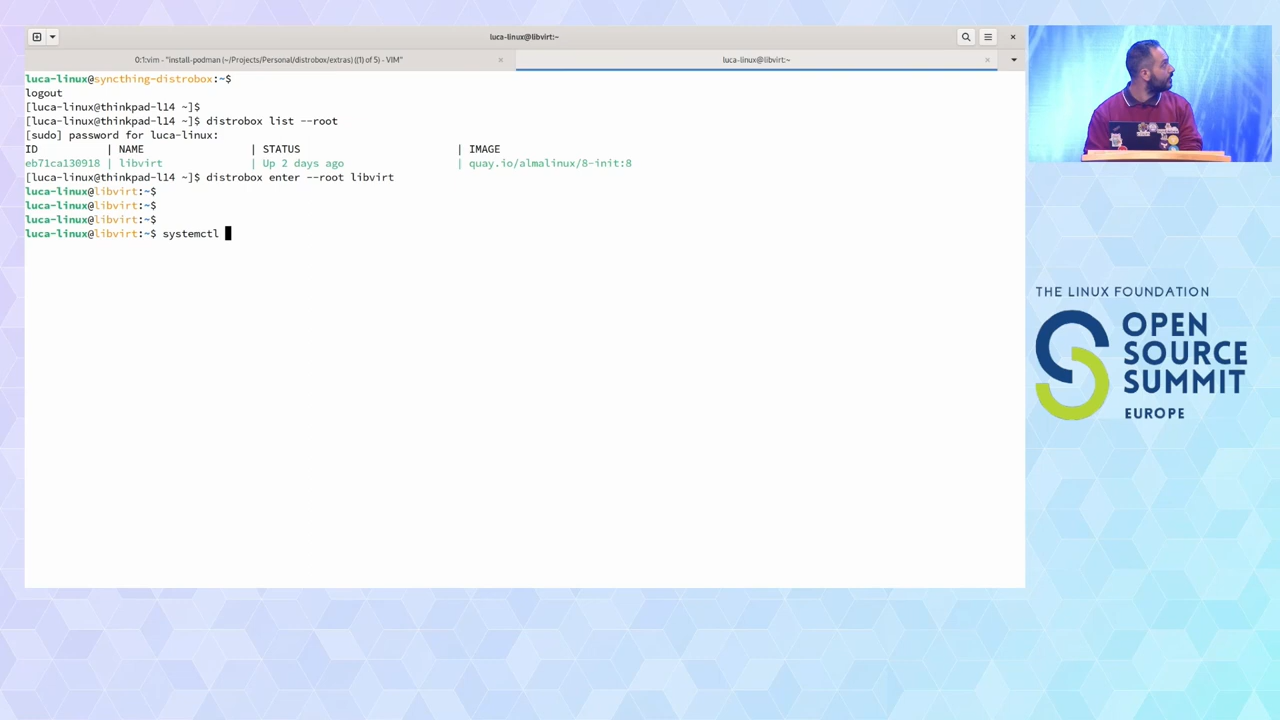 luca-linux@libvirt:~
0:1:vim - "install-podman (~/Projects/Personal/distrobox/extras) ((1) of 5) - VIM"
luca-linux@libvirt:~
luca-linux@syncthing-distrobox:~$
logout
[luca-linux@thinkpad-l14 ~]$
[luca-linux@thinkpad-l14 ~]$ distrobox list --root
[sudo] password for luca-linux:
ID           | NAME                 | STATUS             | IMAGE
eb71ca130918 | libvirt              | Up 2 days ago      | quay.io/almalinux/8-init:8
[luca-linux@thinkpad-l14 ~]$ distrobox enter --root libvirt
luca-linux@libvirt:~$
luca-linux@libvirt:~$
luca-linux@libvirt:~$
luca-linux@libvirt:~$ systemctl
THE LINUX FOUNDATION
OPEN
SOURCE
SUMMIT
EUROPE